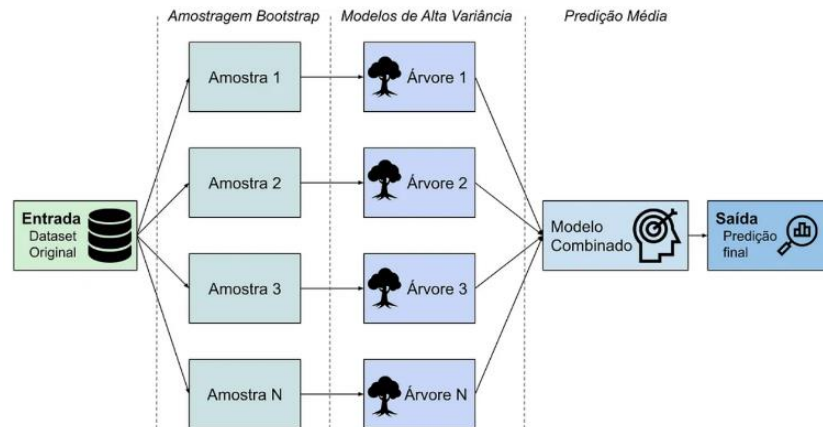 Amostragem Bootstrap
Modelos de Alta Variância
Predição Média
Amostra 1
Árvore 1
Amostra 2
Árvore 2
Entrada
Dataset
Original
Modelo
Combinado
Saída
Predição
final
Amostra 3
Árvore 3
Amostra N
Árvore N